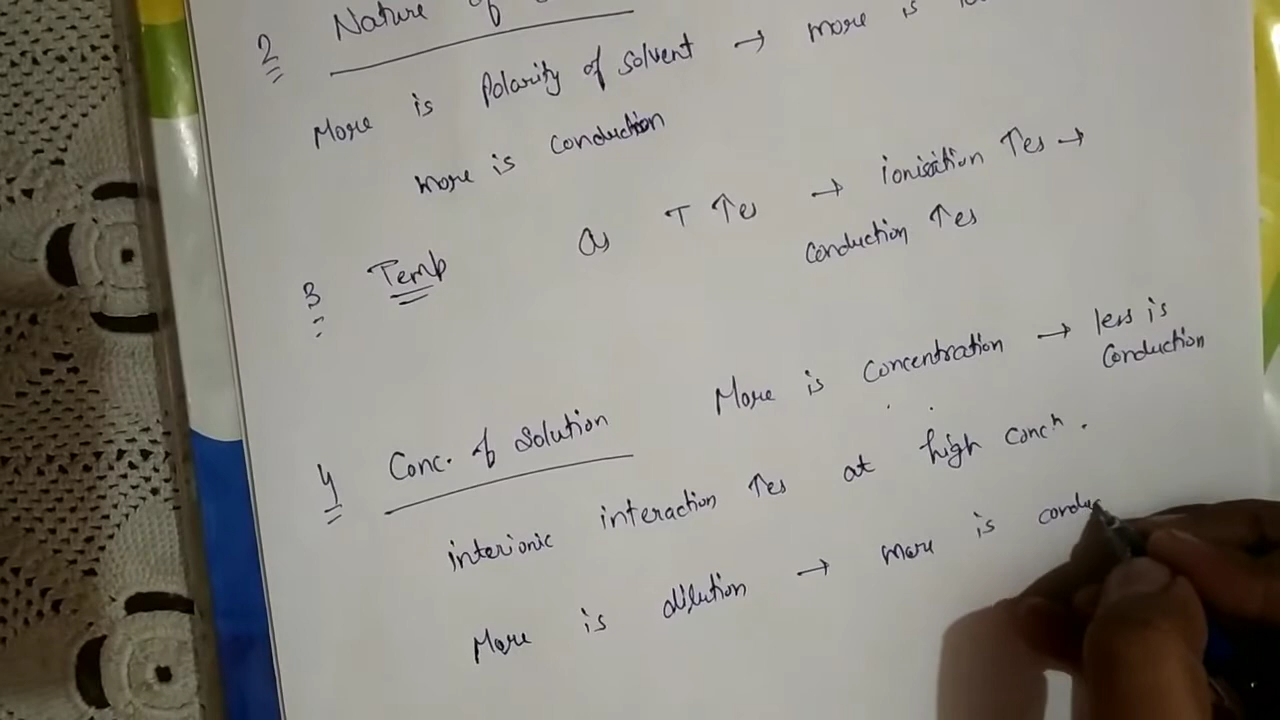 2 Nature of
More is Polarity of solvent → more is
more is conduction
3 Temp as T ↑es → ionisation ↑es →
conduction ↑es
4 Conc. of Solution More is concentration → less is
conduction
interionic interaction ↑es at high concn.
More is dilution → more is conduc